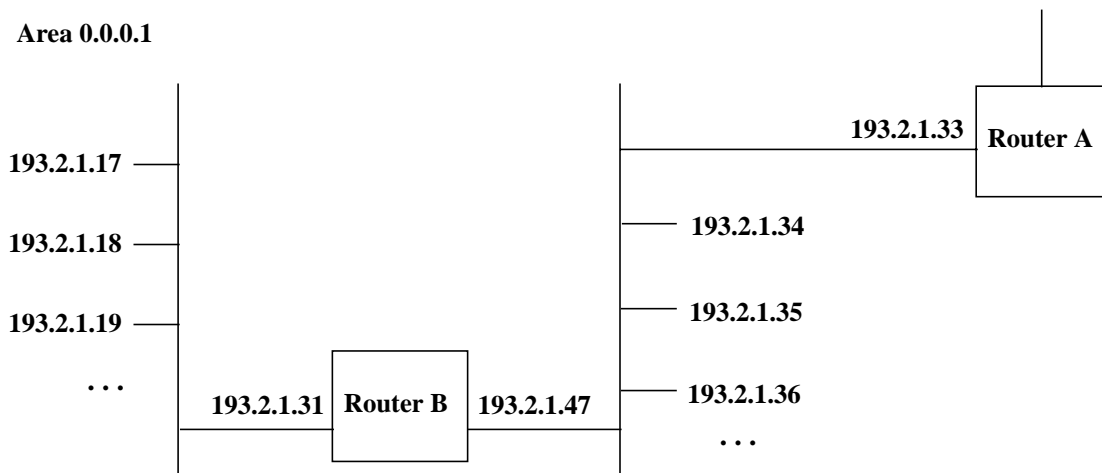 Area 0.0.0.1
193.2.1.33
Router A
193.2.1.17
193.2.1.34
193.2.1.18
193.2.1.35
193.2.1.19
193.2.1.36
. . .
193.2.1.31
Router B
193.2.1.47
. . .